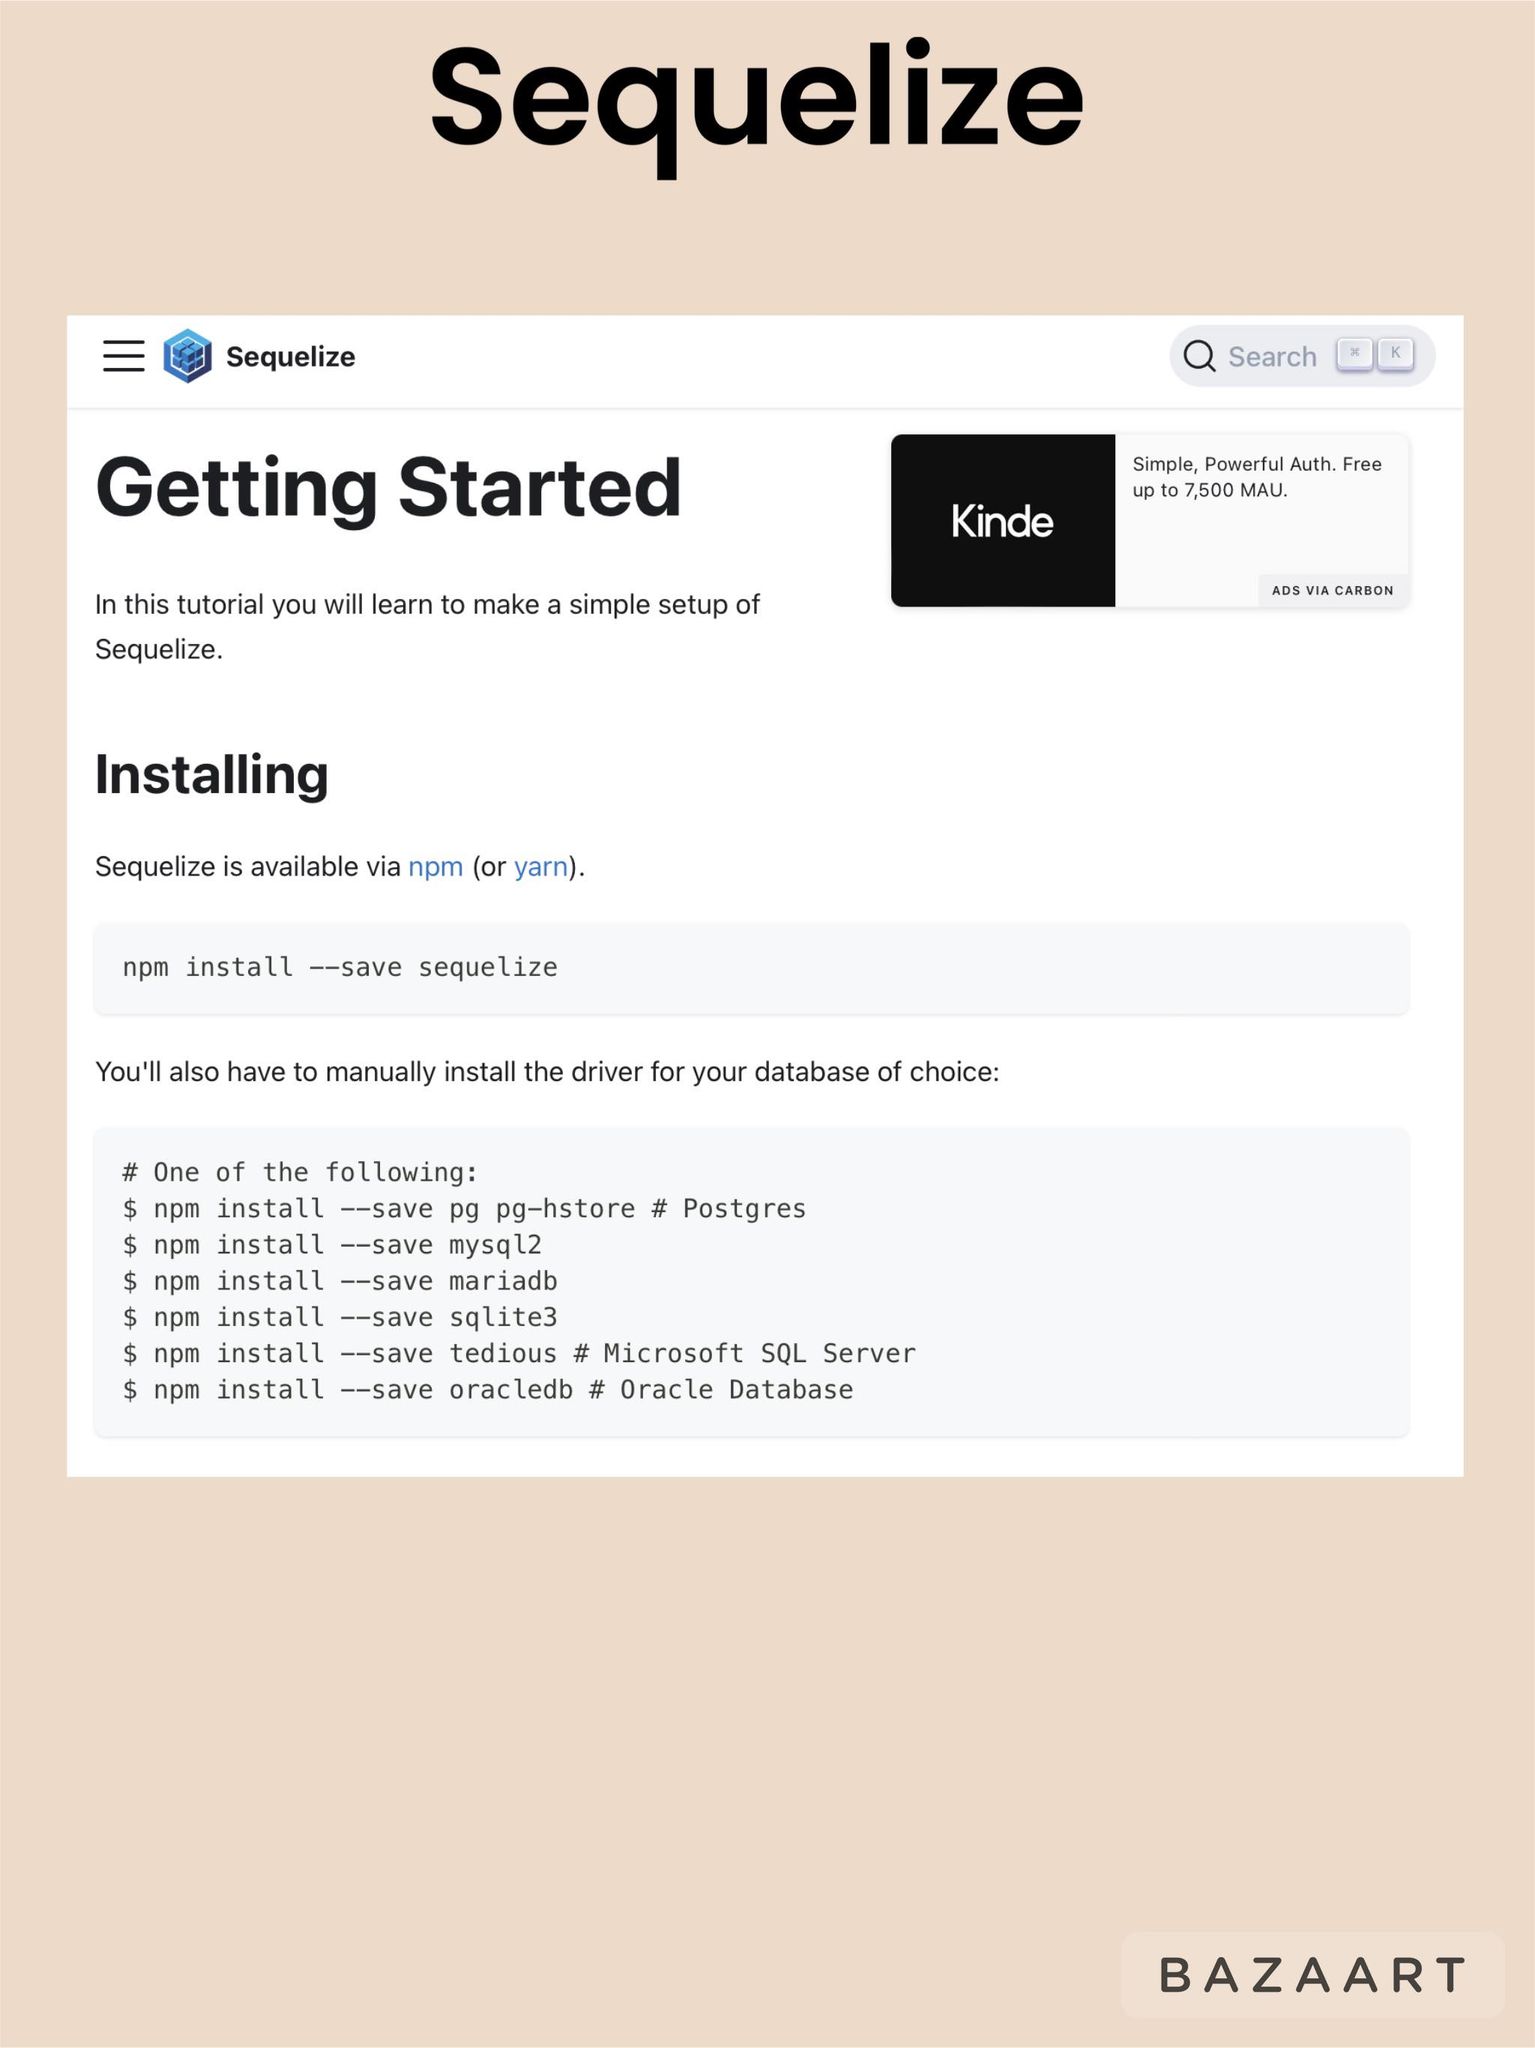 Sequelize
Sequelize
Search ⌘ K
Getting Started
Kinde
Simple, Powerful Auth. Free
up to 7,500 MAU.
ADS VIA CARBON
In this tutorial you will learn to make a simple setup of
Sequelize.
Installing
Sequelize is available via npm (or yarn).
npm install --save sequelize
You'll also have to manually install the driver for your database of choice:
# One of the following:
$ npm install --save pg pg-hstore # Postgres
$ npm install --save mysql2
$ npm install --save mariadb
$ npm install --save sqlite3
$ npm install --save tedious # Microsoft SQL Server
$ npm install --save oracledb # Oracle Database
BAZAART